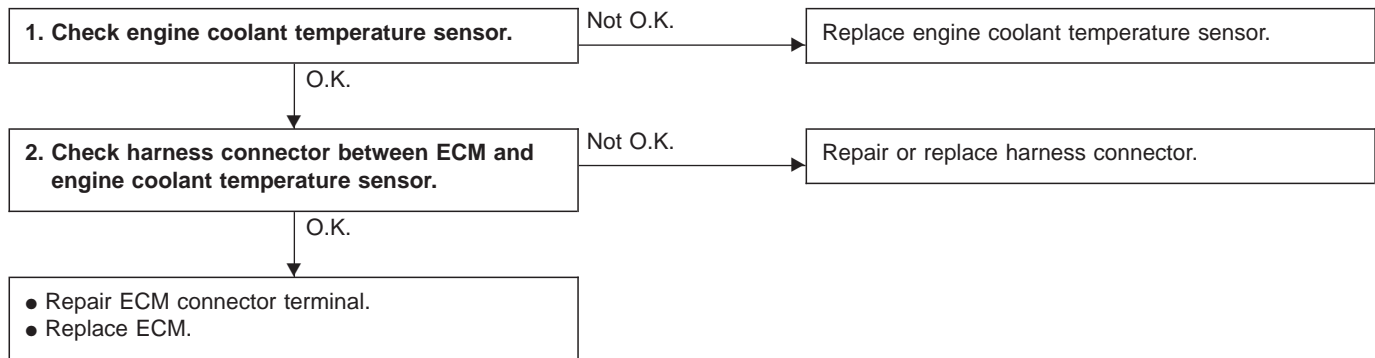 1. Check engine coolant temperature sensor.
Not O.K.
Replace engine coolant temperature sensor.
O.K.
2. Check harness connector between ECM and
engine coolant temperature sensor.
Not O.K.
Repair or replace harness connector.
O.K.
● Repair ECM connector terminal.
● Replace ECM.